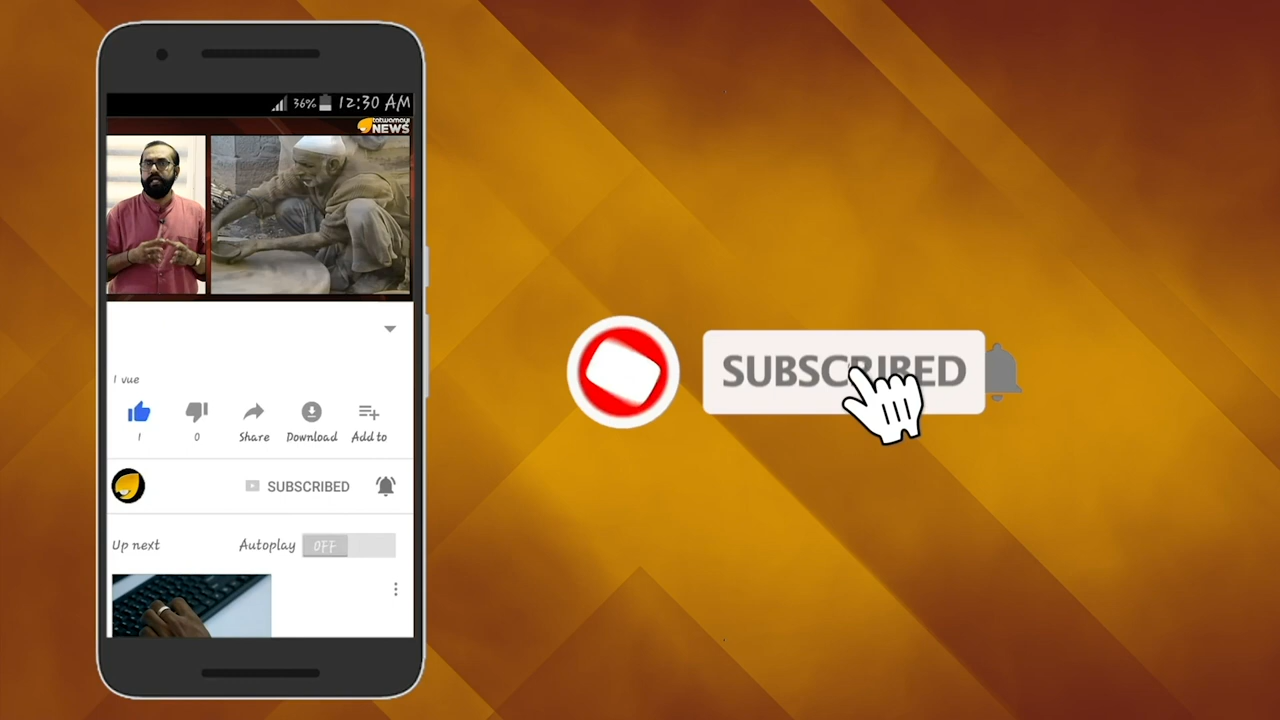 36% 12:30 AM
tatwamayi
NEWS
1 vue
1
0
Share
Download
Add to
SUBSCRIBED
Up next
Autoplay
OFF
SUBSCRIBED